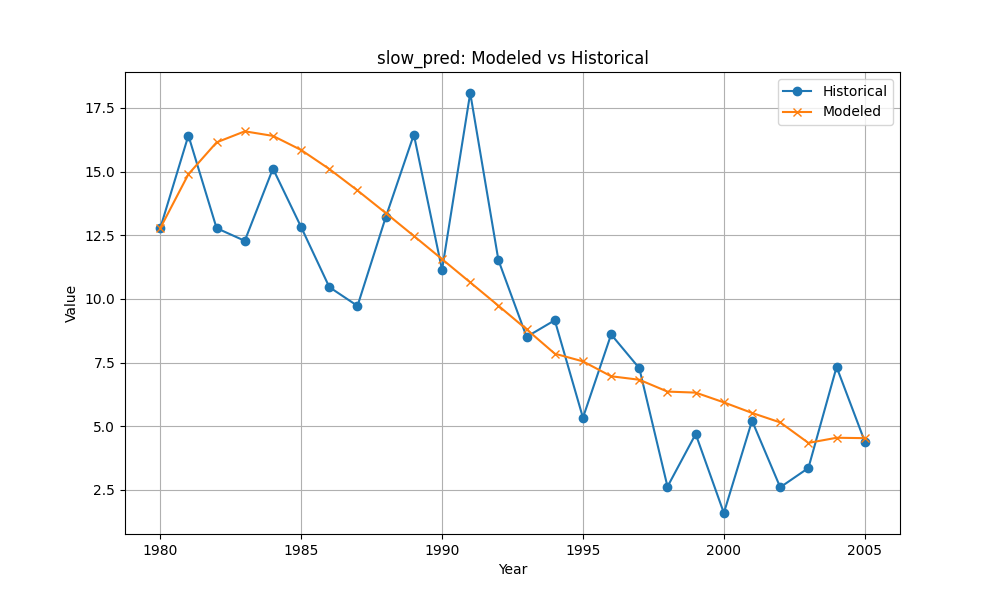 slow_pred: Modeled vs Historical
Historical
Modeled
Value
17.5
15.0
12.5
10.0
7.5
5.0
2.5
1980
1985
1990
1995
2000
2005
Year